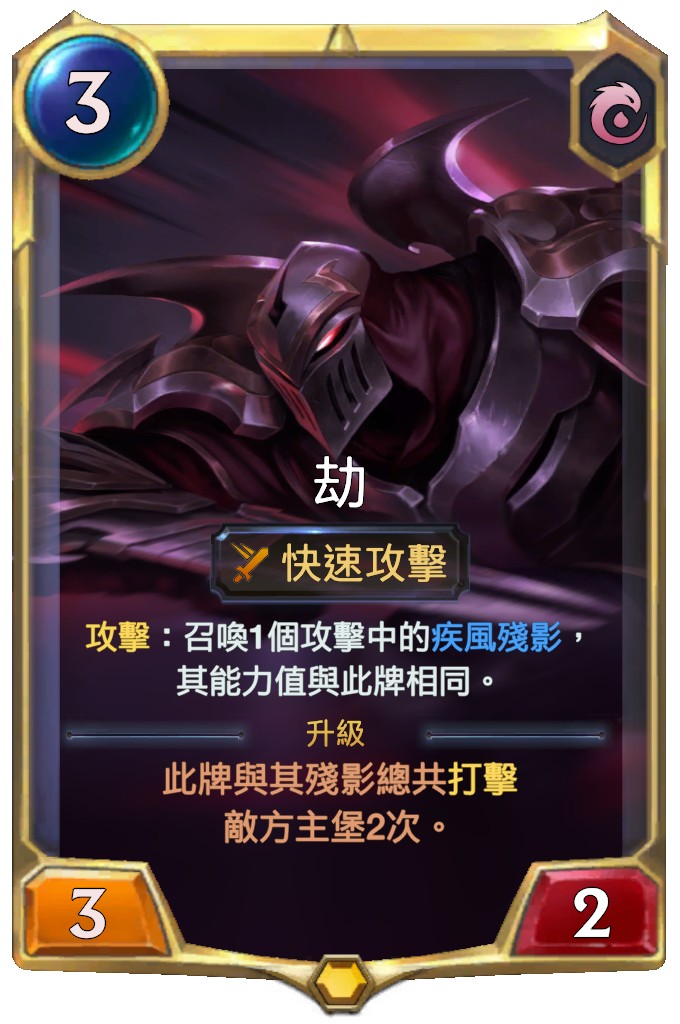 3
劫
快速攻擊
攻擊：召喚1個攻擊中的疾風殘影，
其能力值與此牌相同。
升級
此牌與其殘影總共打擊
敵方主堡2次。
3
2